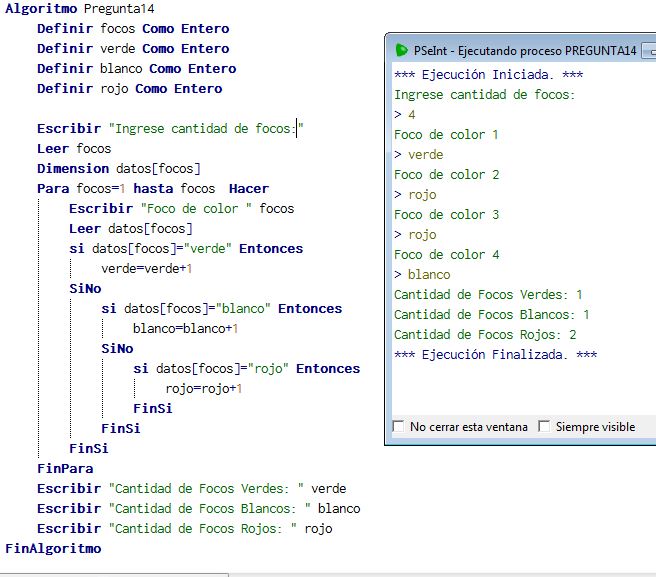 Algoritmo Pregunta14
Definir focos Como Entero
Definir verde Como Entero
Definir blanco Como Entero
Definir rojo Como Entero
Escribir "Ingrese cantidad de focos:"
Leer focos
Dimension datos[focos]
Para focos=1 hasta focos  Hacer
Escribir "Foco de color " focos
Leer datos[focos]
si datos[focos]="verde" Entonces
verde=verde+1
SiNo
si datos[focos]="blanco" Entonces
blanco=blanco+1
SiNo
si datos[focos]="rojo" Entonces
rojo=rojo+1
FinSi
FinSi
FinSi
FinPara
Escribir "Cantidad de Focos Verdes: " verde
Escribir "Cantidad de Focos Blancos: " blanco
Escribir "Cantidad de Focos Rojos: " rojo
FinAlgoritmo
PSeInt - Ejecutando proceso PREGUNTA14
*** Ejecución Iniciada. ***
Ingrese cantidad de focos:
> 4
Foco de color 1
> verde
Foco de color 2
> rojo
Foco de color 3
> rojo
Foco de color 4
> blanco
Cantidad de Focos Verdes: 1
Cantidad de Focos Blancos: 1
Cantidad de Focos Rojos: 2
*** Ejecución Finalizada. ***
No cerrar esta ventana
Siempre visible